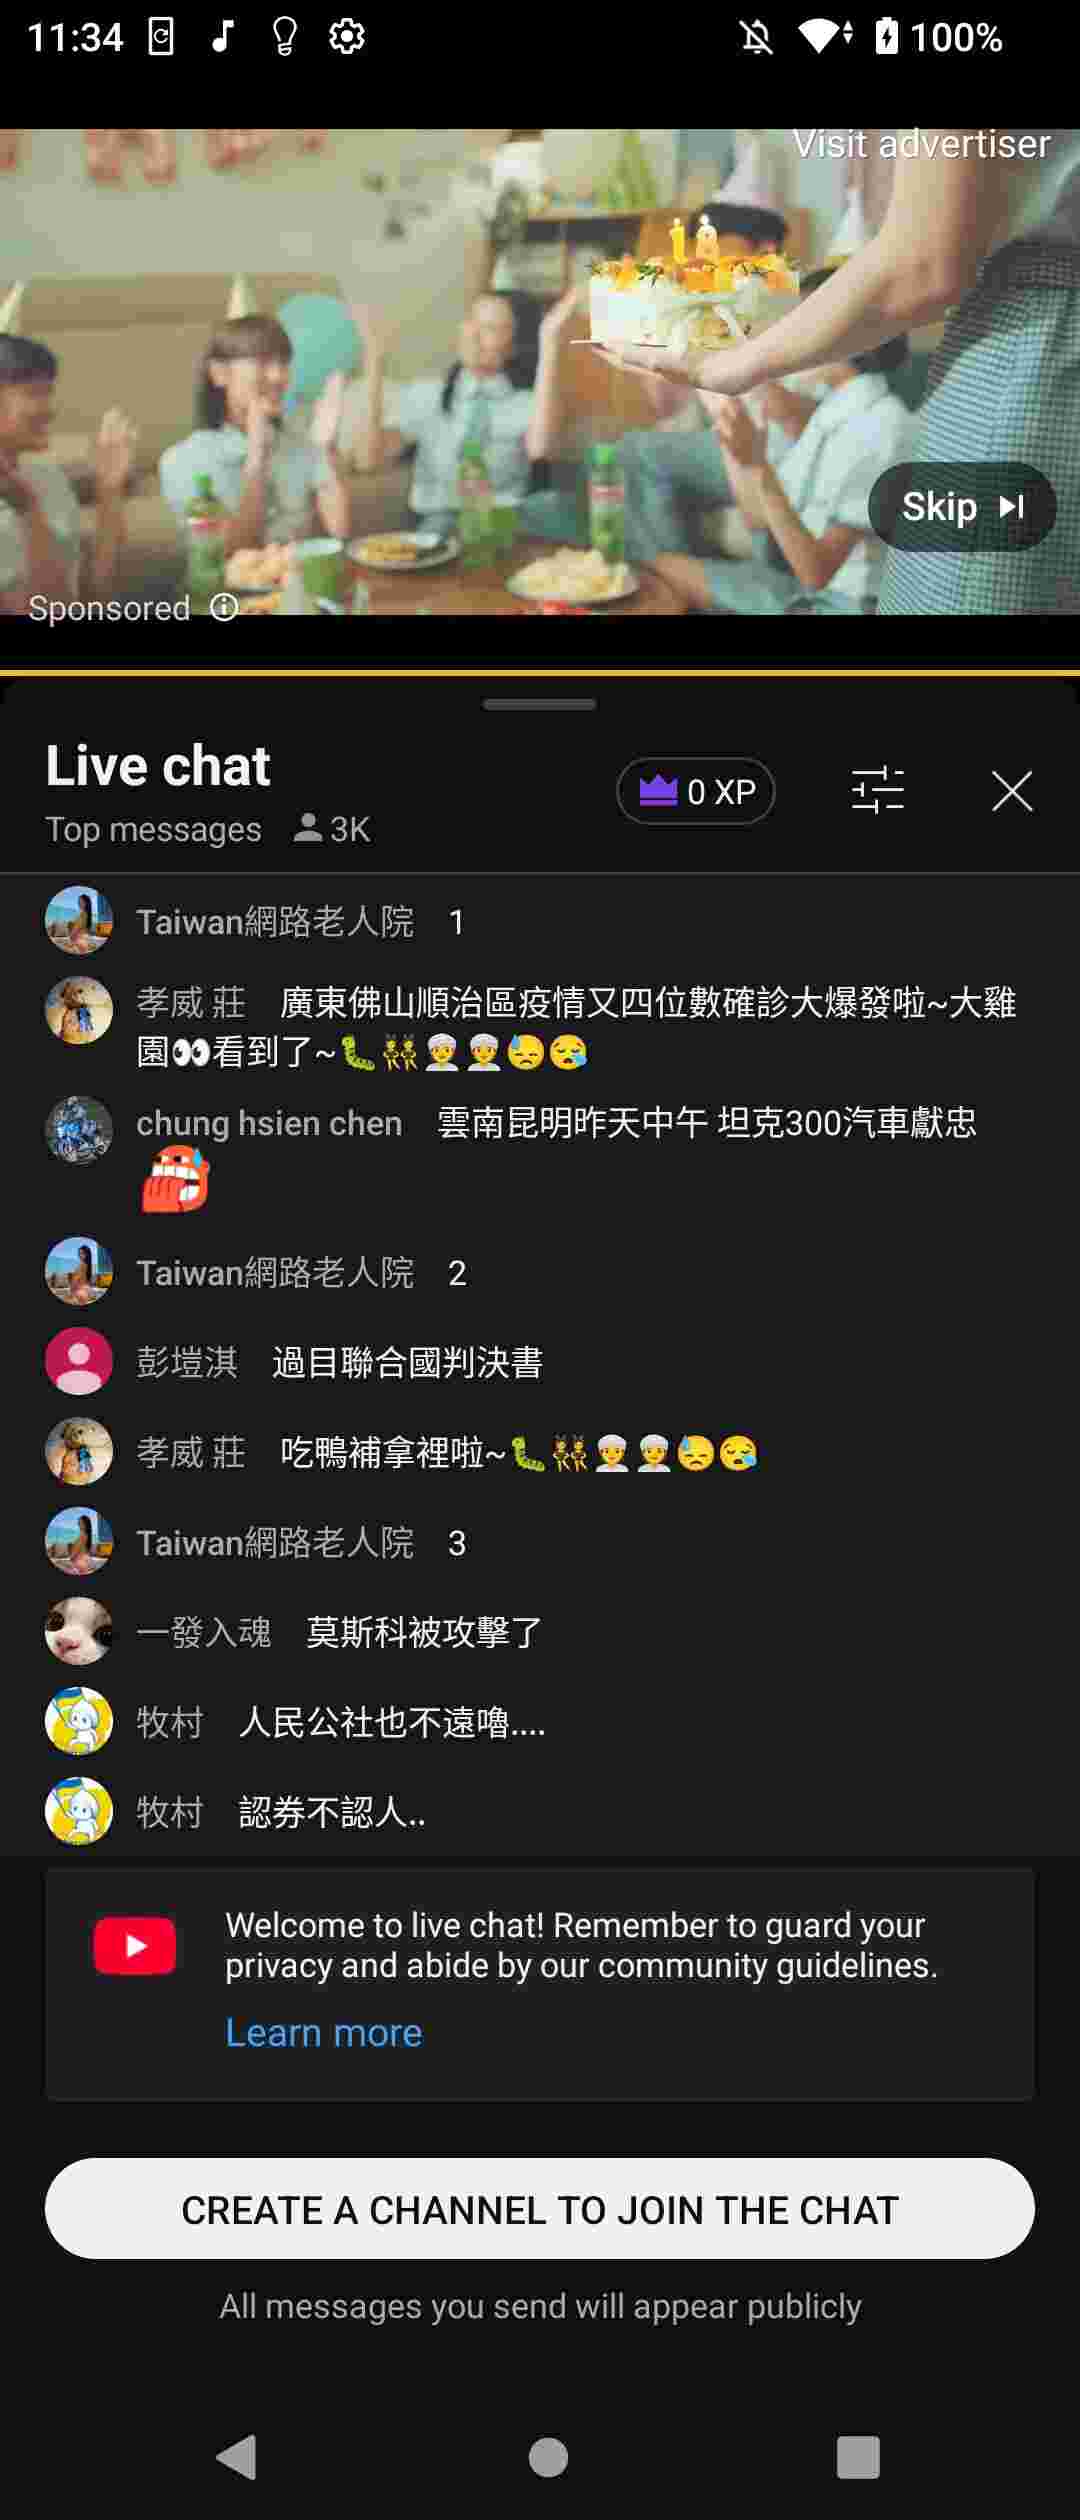 11:34
100%
Visit advertiser
Skip
Sponsored
Live chat
Top messages 3K
0 XP
Taiwan網路老人院 1
孝威 莊 廣東佛山順治區疫情又四位數確診大爆發啦~大雞
園👀看到了~🐛👯👳👳😓😪
chung hsien chen 雲南昆明昨天中午 坦克300汽車獻忠
Taiwan網路老人院 2
彭塏淇 過目聯合國判決書
孝威 莊 吃鴨補拿裡啦~🐛👯👳👳😓😪
Taiwan網路老人院 3
一發入魂 莫斯科被攻擊了
牧村 人民公社也不遠嚕....
牧村 認券不認人..
Welcome to live chat! Remember to guard your
privacy and abide by our community guidelines.
Learn more
CREATE A CHANNEL TO JOIN THE CHAT
All messages you send will appear publicly